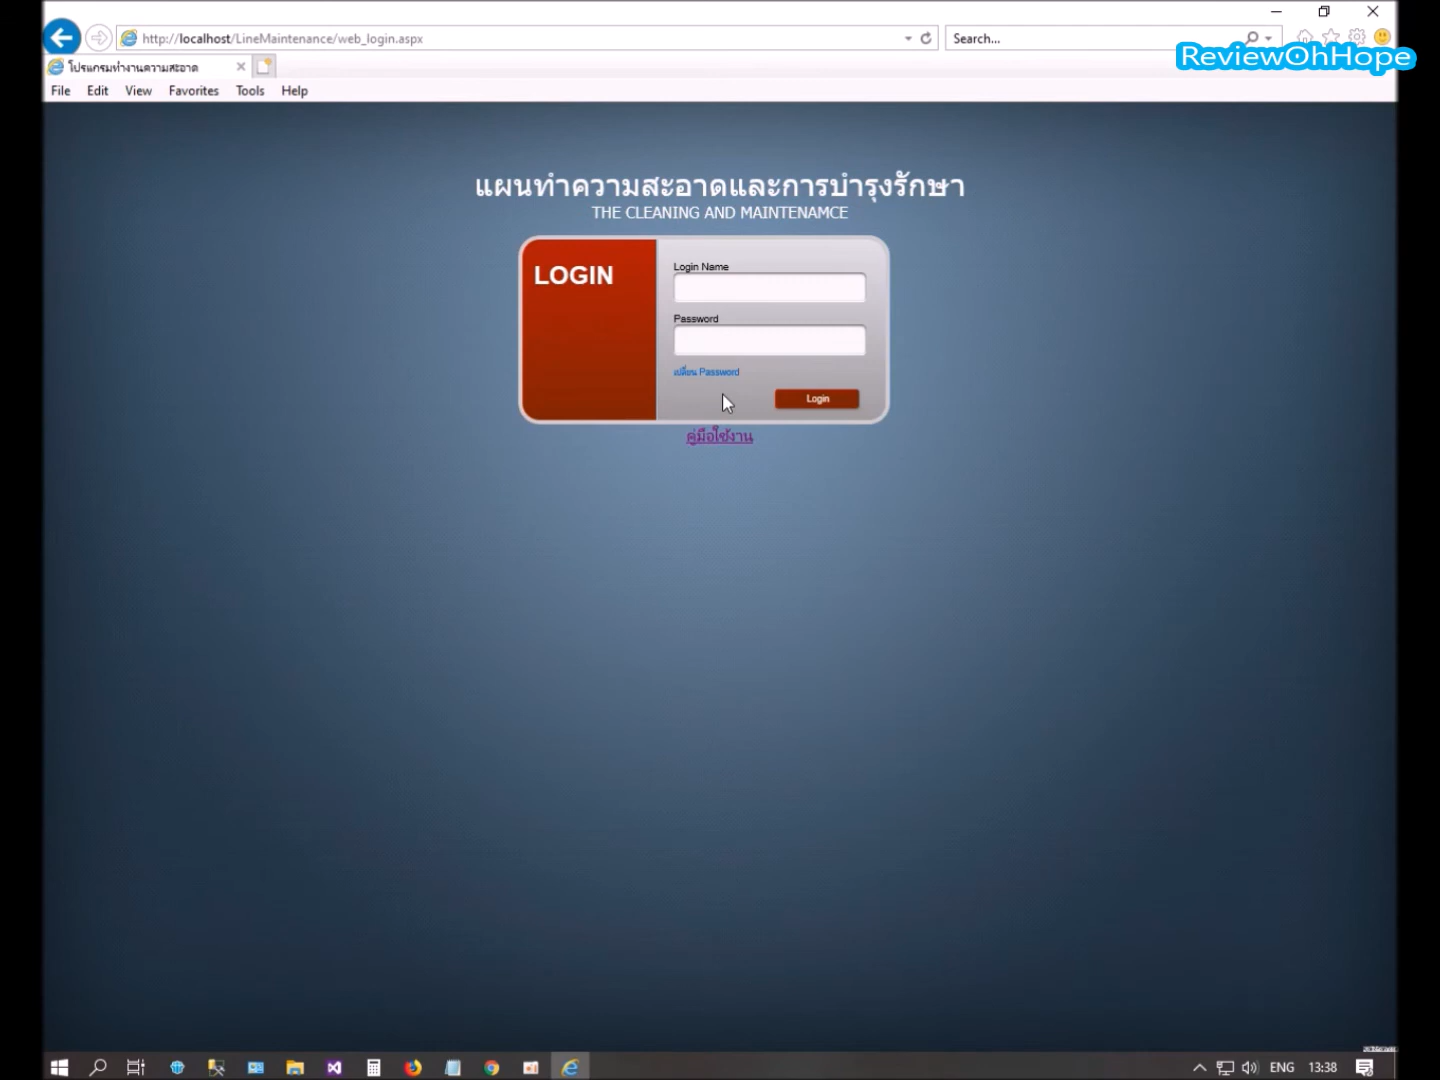 http://localhost/LineMaintenance/web_login.aspx
Search...
ReviewOhHope
โปรแกรมทำงานความสะอาด
File Edit View Favorites Tools Help
แผนทำความสะอาดและการบำรุงรักษา
THE CLEANING AND MAINTENAMCE
LOGIN
Login Name
Password
เปลี่ยน Password
Login
คู่มือใช้งาน
ENG 13:38